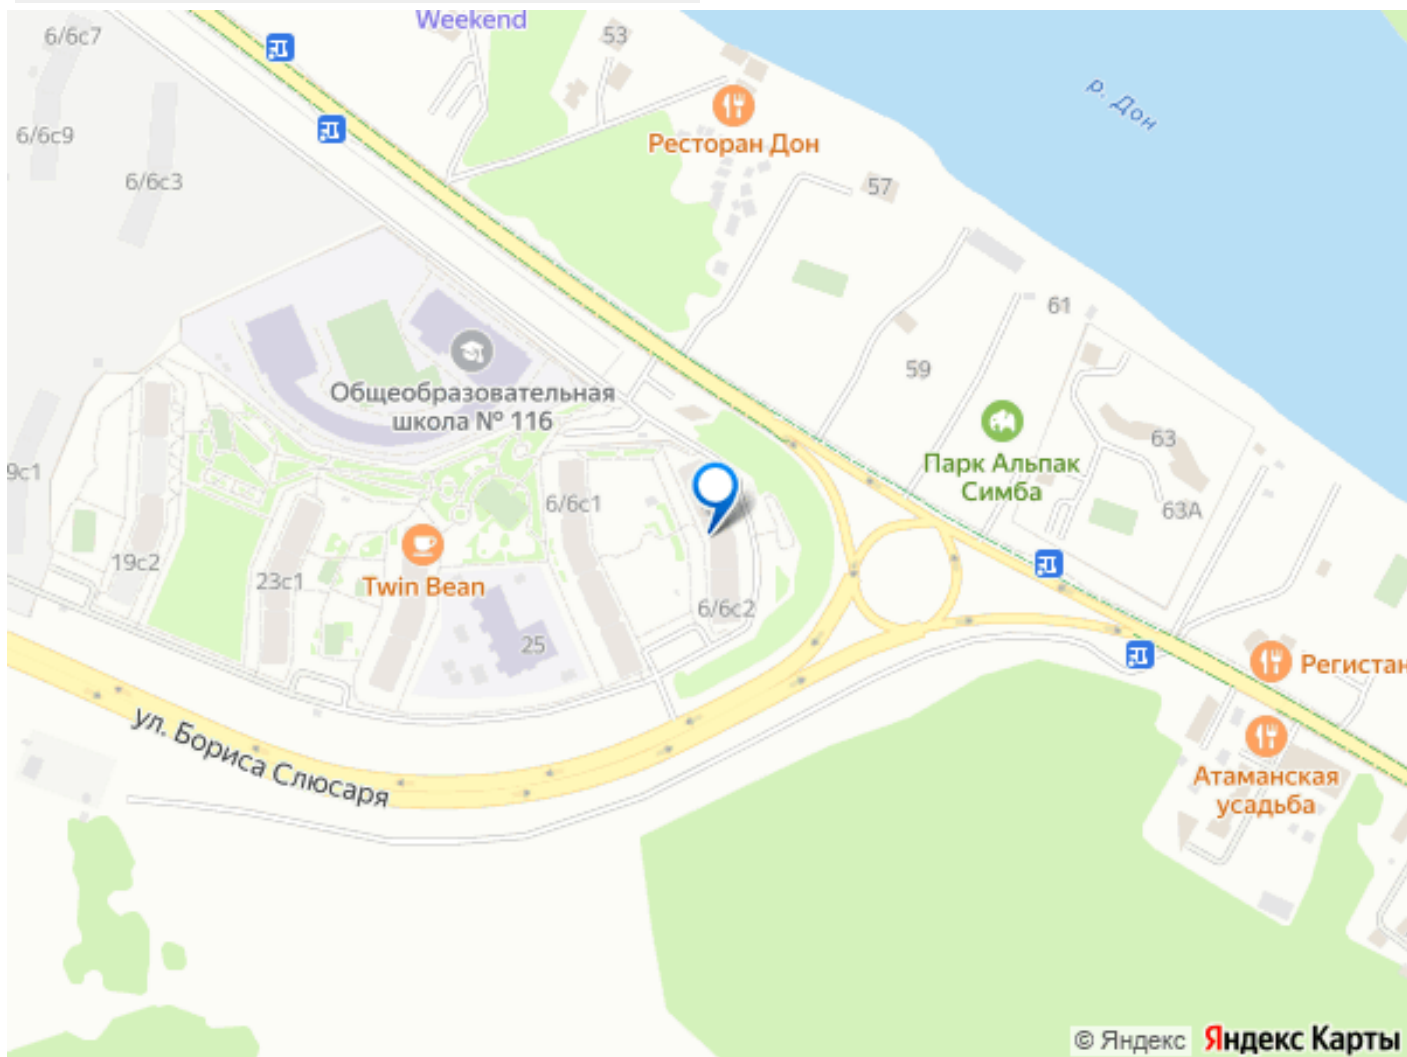 Weekend
6/6с7
53
р. Дон
6/6с9
Ресторан Дон
6/6с3
57
61
59
Общеобразовательная
школа № 116
63
Парк Альпак
Симба
9с1
6/6с1
63А
19с2
23с1
Twin Bean
6/6с2
25
Регистан
ул. Бориса Слюсаря
Атаманская
усадьба
© Яндекс Яндекс Карты